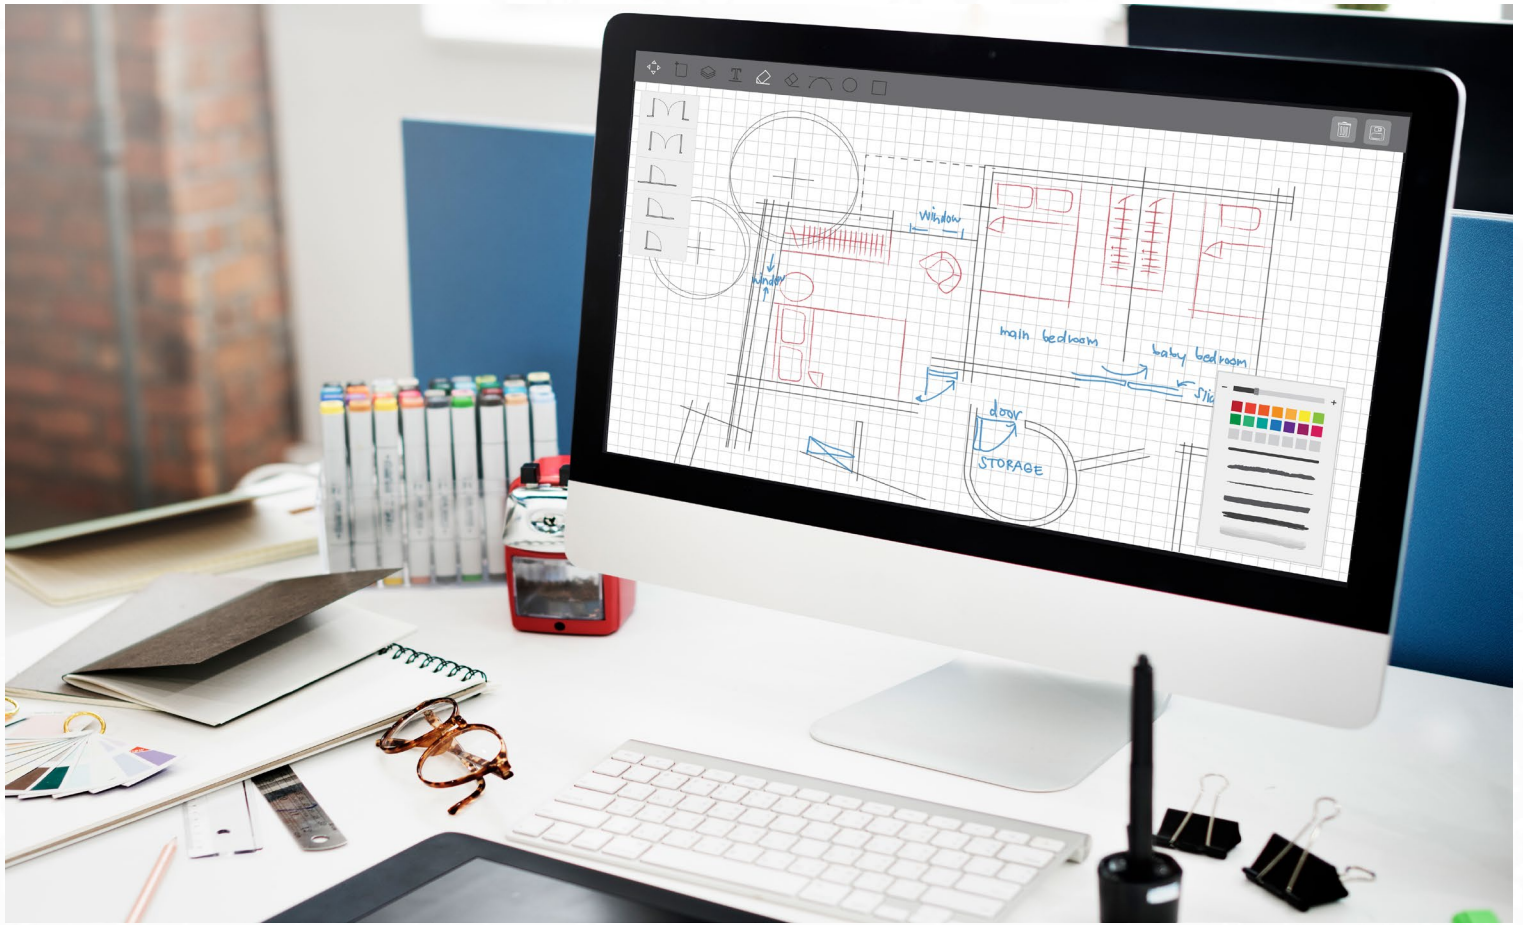 T
window
window
main bedroom
baby bedroom
door
STORAGE